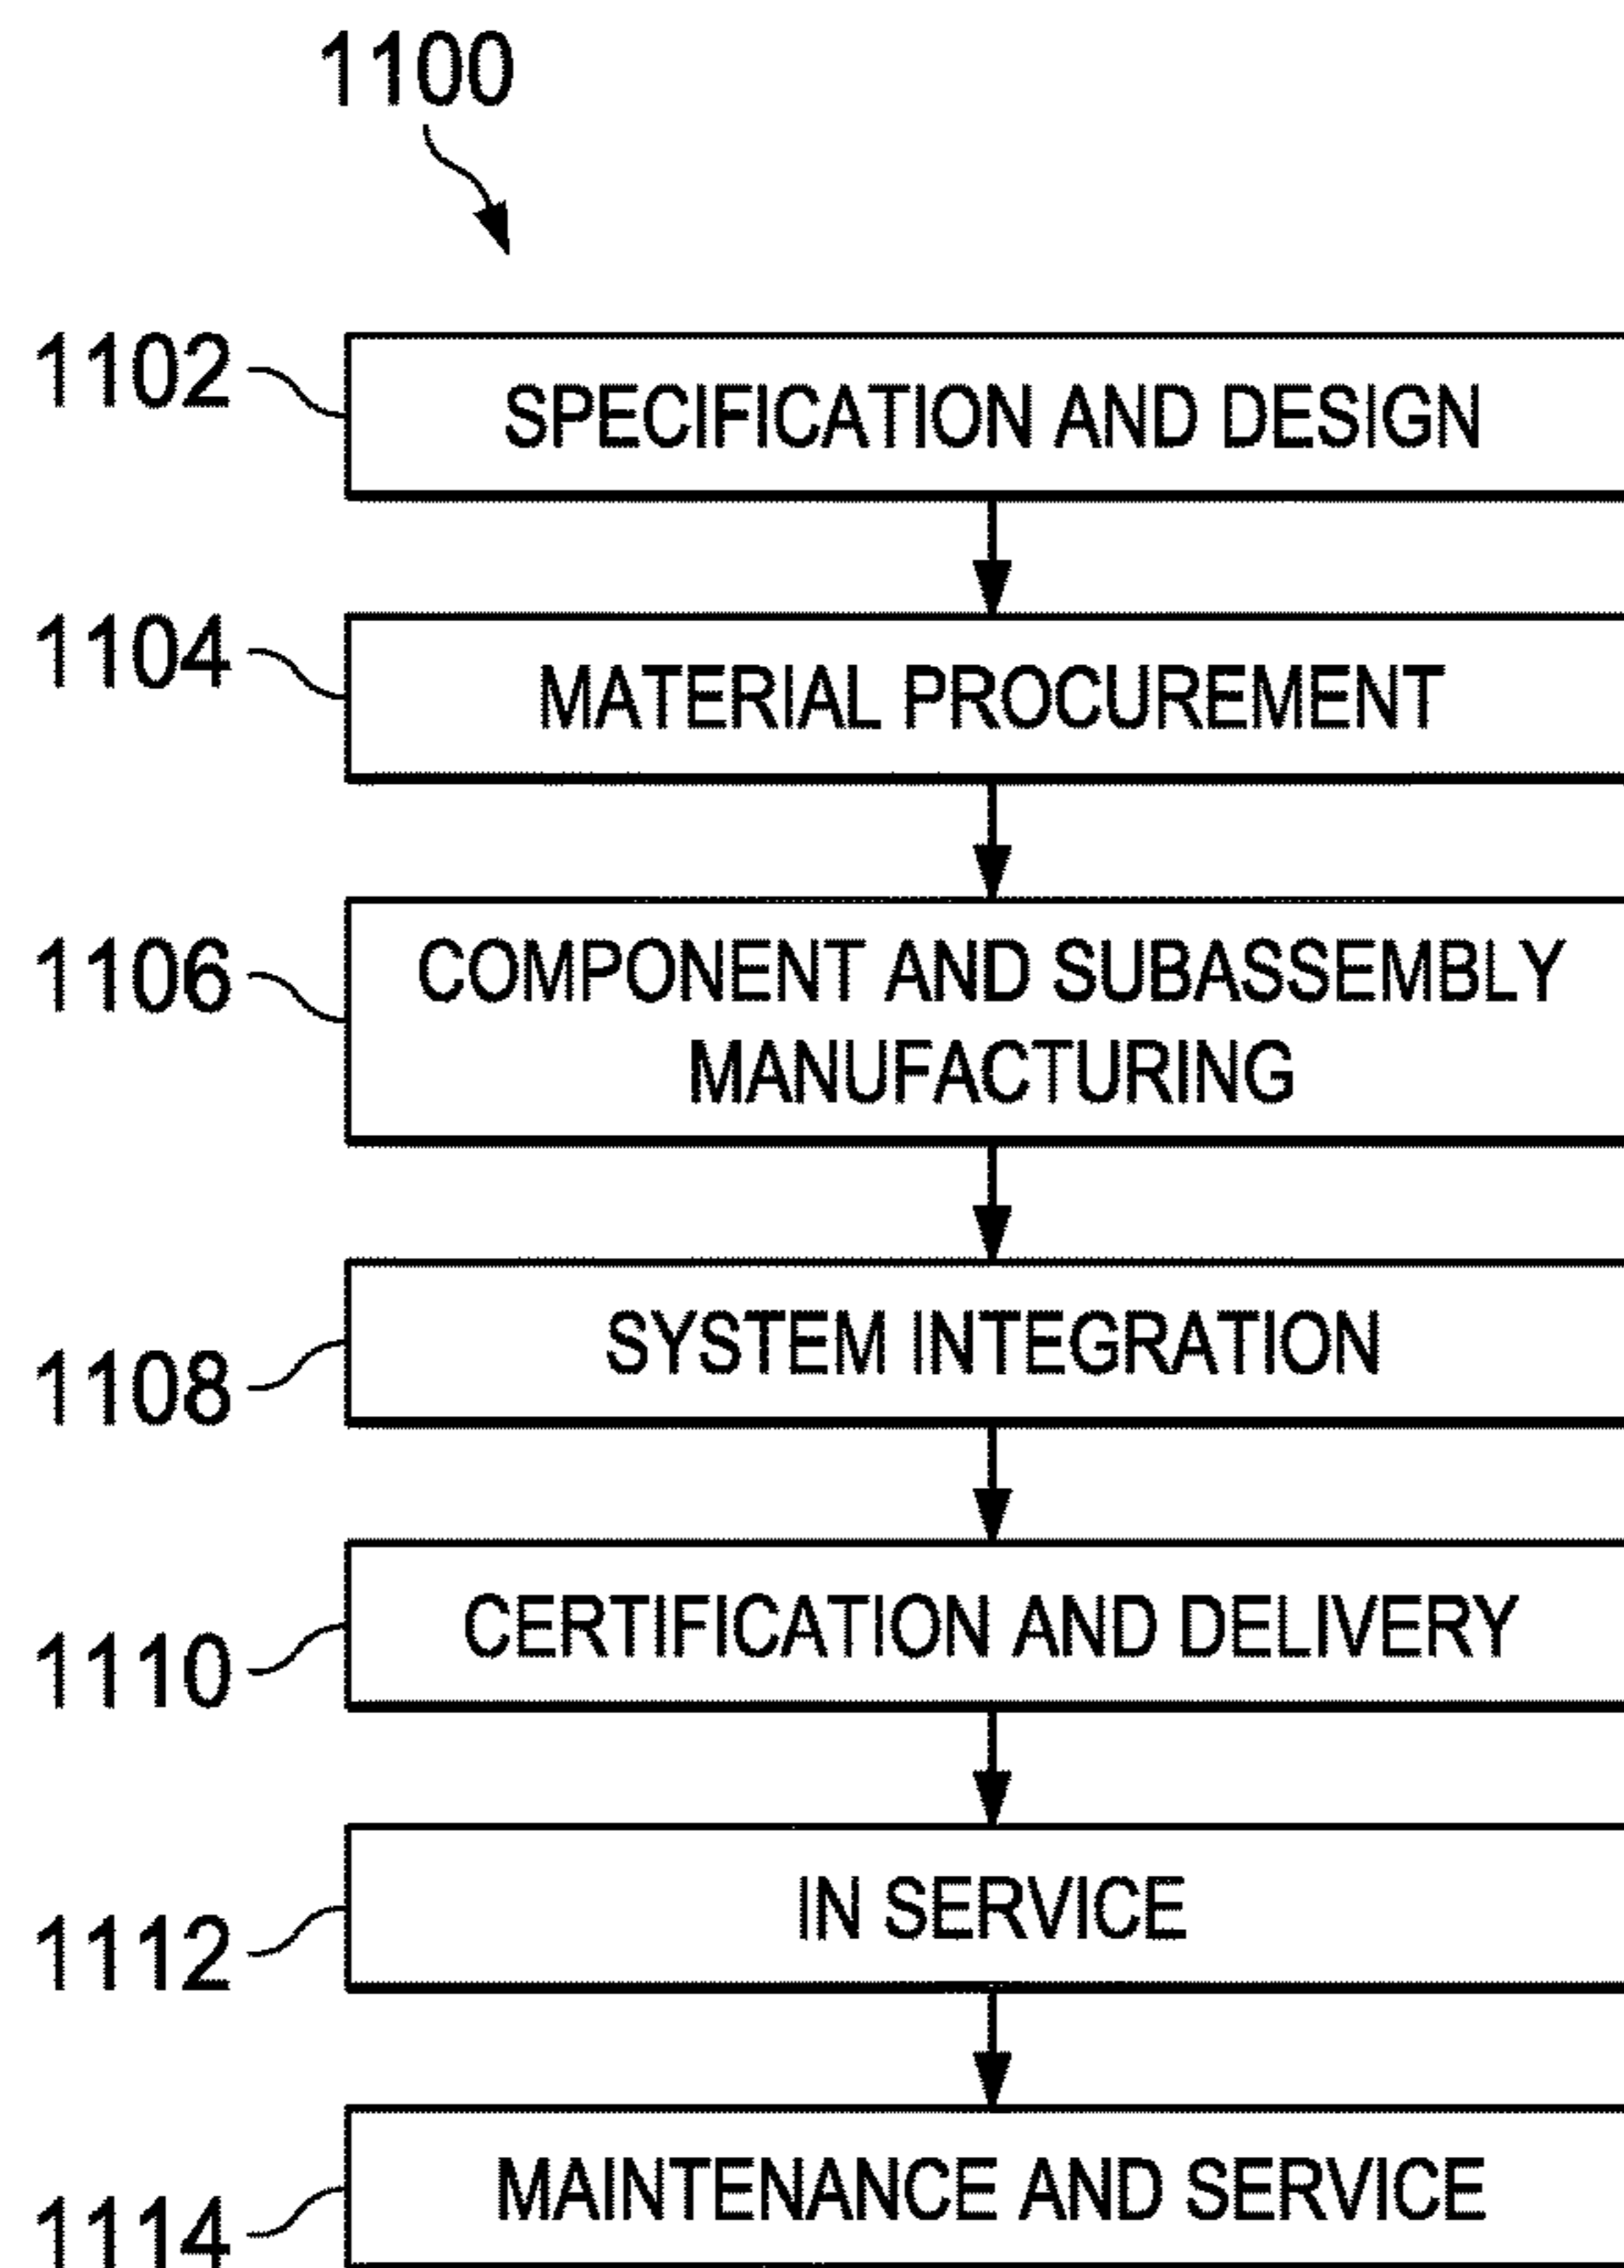 1100
1102
SPECIFICATION AND DESIGN
1104
MATERIAL PROCUREMENT
1106
COMPONENT AND SUBASSEMBLY
MANUFACTURING
1108
SYSTEM INTEGRATION
1110
CERTIFICATION AND DELIVERY
1112
IN SERVICE
1114
MAINTENANCE AND SERVICE